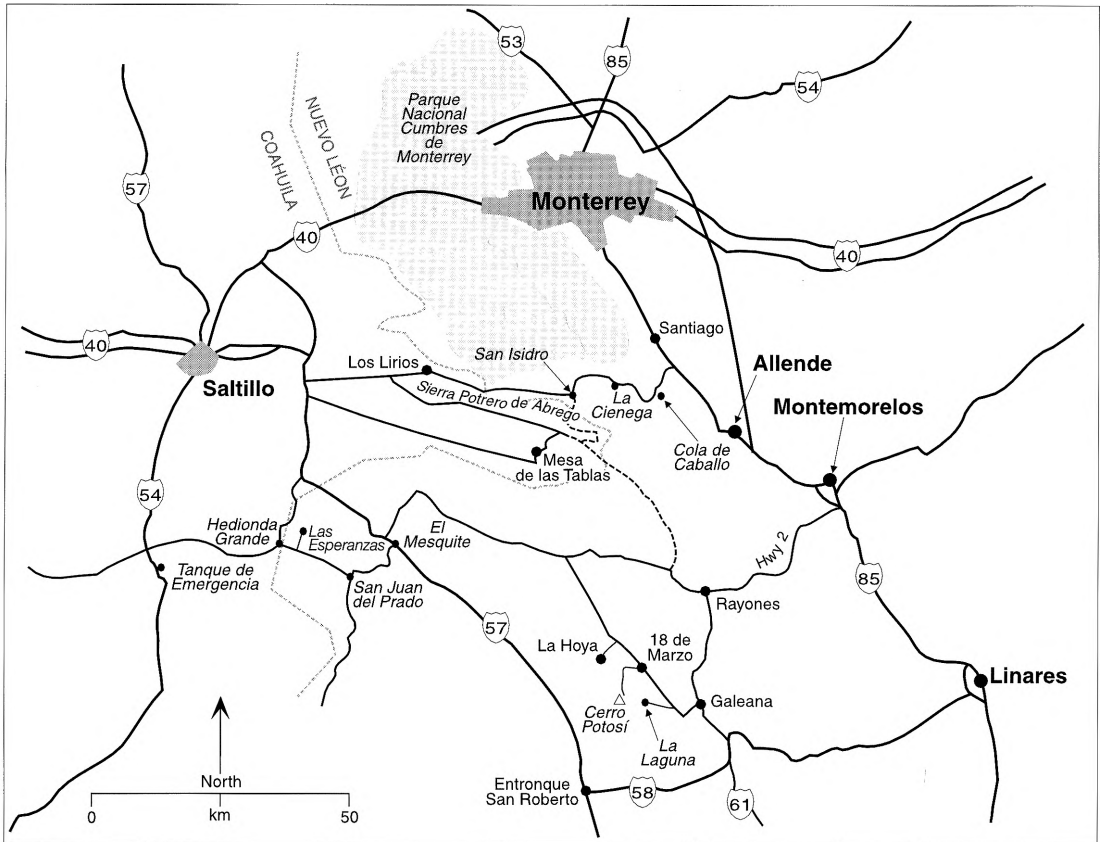 53
85
54
Parque
Nacional
Cumbres
de
Monterrey
NUEVO LÉON
COAHUILA
57
Monterrey
40
40
40
Santiago
San Isidro
Los Lirios
Allende
Saltillo
Sierra Potrero de Abrego
La
Cienega
Montemorelos
Cola de
Caballo
Mesa
de las Tablas
54
Hedionda
Grande
Las
Esperanzas
El
Mesquite
Hwy 2
Tanque de
Emergencia
San Juan
del Prado
85
Rayones
57
La Hoya
18 de
Marzo
Linares
Cerro
Potosí
Galeana
La
Laguna
North
0
km
50
Entronque
San Roberto
58
61